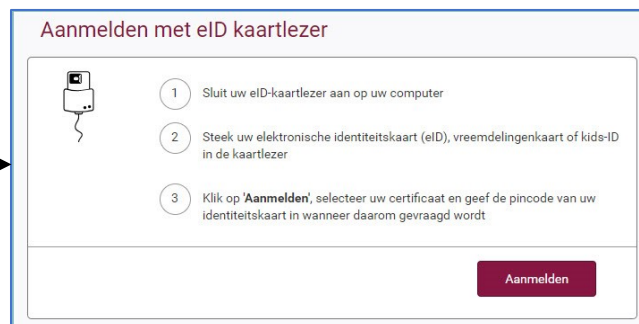 Aanmelden met eID kaartlezer
1 Sluit uw eID-kaartlezer aan op uw computer
2 Steek uw elektronische identiteitskaart (eID), vreemdelingenkaart of kids-ID
in de kaartlezer
3 Klik op 'Aanmelden', selecteer uw certificaat en geef de pincode van uw
identiteitskaart in wanneer daarom gevraagd wordt
Aanmelden